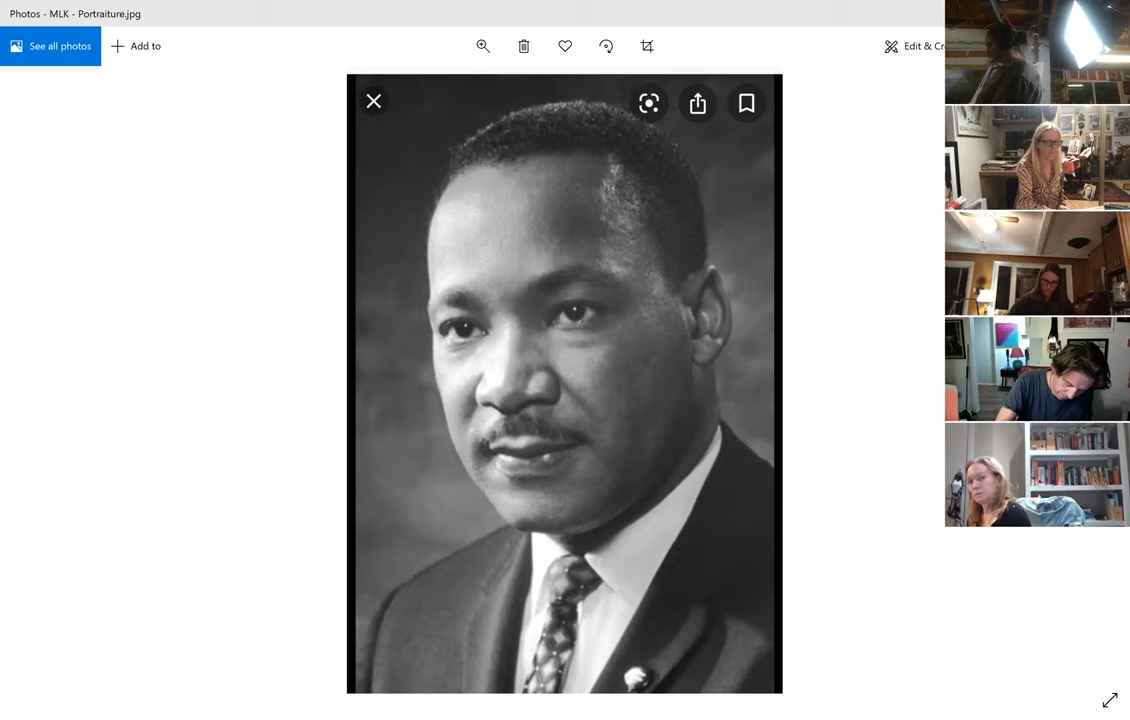 Photos - MLK - Portraiture.jpg
See all photos
Add to
Edit & Cr